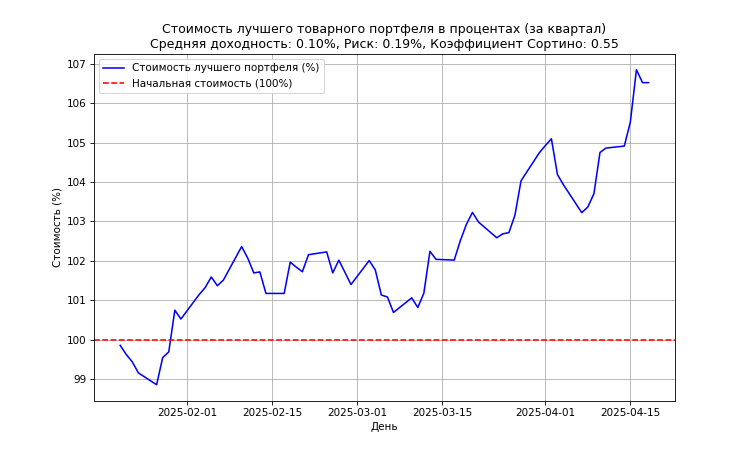 Стоимость лучшего товарного портфеля в процентах (за квартал)
Средняя доходность: 0.10%, Риск: 0.19%, Коэффициент Сортино: 0.55
Стоимость лучшего портфеля (%)
Начальная стоимость (100%)
Стоимость (%)
107
106
105
104
103
102
101
100
99
2025-02-01
2025-02-15
2025-03-01
2025-03-15
2025-04-01
2025-04-15
День